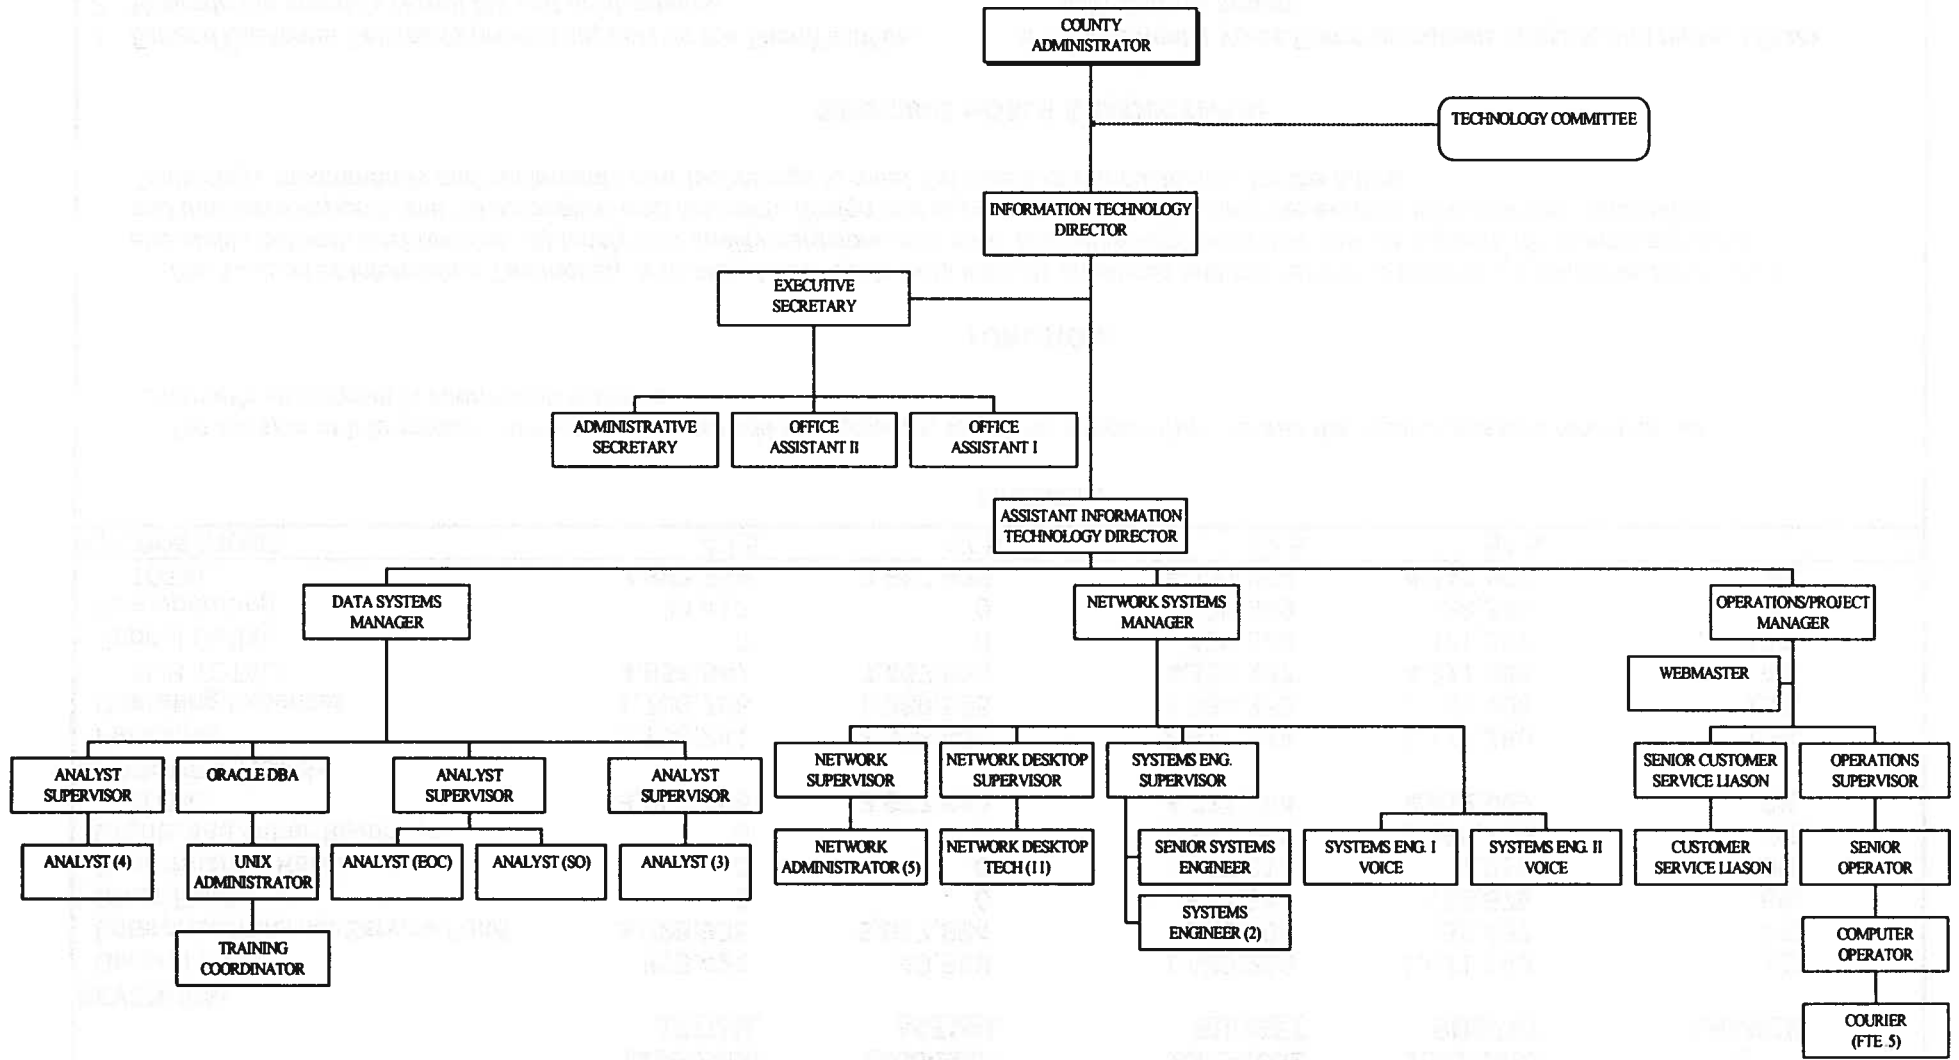 COUNTY
ADMINISTRATOR
TECHNOLOGY COMMITTEE
INFORMATION TECHNOLOGY
DIRECTOR
EXECUTIVE
SECRETARY
ADMINISTRATIVE
SECRETARY
OFFICE
ASSISTANT II
OFFICE
ASSISTANT I
ASSISTANT INFORMATION
TECHNOLOGY DIRECTOR
DATA SYSTEMS
MANAGER
NETWORK SYSTEMS
MANAGER
OPERATIONS/PROJECT
MANAGER
WEBMASTER
ANALYST
SUPERVISOR
ORACLE DBA
ANALYST
SUPERVISOR
ANALYST
SUPERVISOR
NETWORK
SUPERVISOR
NETWORK DESKTOP
SUPERVISOR
SYSTEMS ENG.
SUPERVISOR
SENIOR CUSTOMER
SERVICE LIASON
OPERATIONS
SUPERVISOR
ANALYST (4)
UNIX
ADMINISTRATOR
ANALYST (EOC)
ANALYST (SO)
ANALYST (3)
NETWORK
ADMINISTRATOR (5)
NETWORK DESKTOP
TECH (11)
SENIOR SYSTEMS
ENGINEER
SYSTEMS ENG. I
VOICE
SYSTEMS ENG. II
VOICE
CUSTOMER
SERVICE LIASON
SENIOR
OPERATOR
TRAINING
COORDINATOR
SYSTEMS
ENGINEER (2)
COMPUTER
OPERATOR
COURIER
(FTE .5)